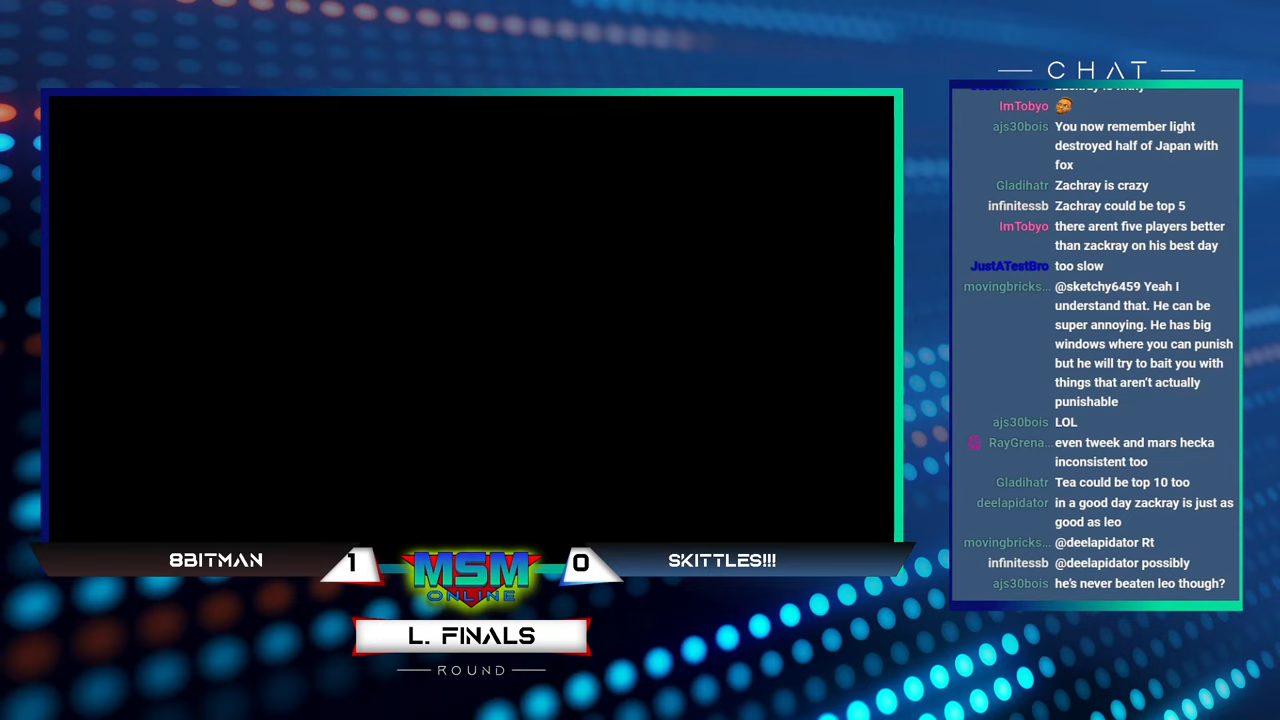 CHAT
ImTobyo
ajs30bois You now remember light
destroyed half of Japan with
fox
Gladihatr Zachray is crazy
infinitessb Zachray could be top 5
ImTobyo there arent five players better
than zackray on his best day
JustATestBro too slow
movingbricks... @sketchy6459 Yeah I
understand that. He can be
super annoying. He has big
windows where you can punish
but he will try to bait you with
things that aren't actually
punishable
ajs30bois LOL
RayGrena... even tweek and mars hecka
inconsistent too
Gladihatr Tea could be top 10 too
deelapidator in a good day zackray is just as
good as leo
movingbricks... @deelapidator Rt
infinitessb @deelapidator possibly
ajs30bois he's never beaten leo though?
8BITMAN 1 MSM 0 SKITTLES!!!
ONLINE
L. FINALS
ROUND